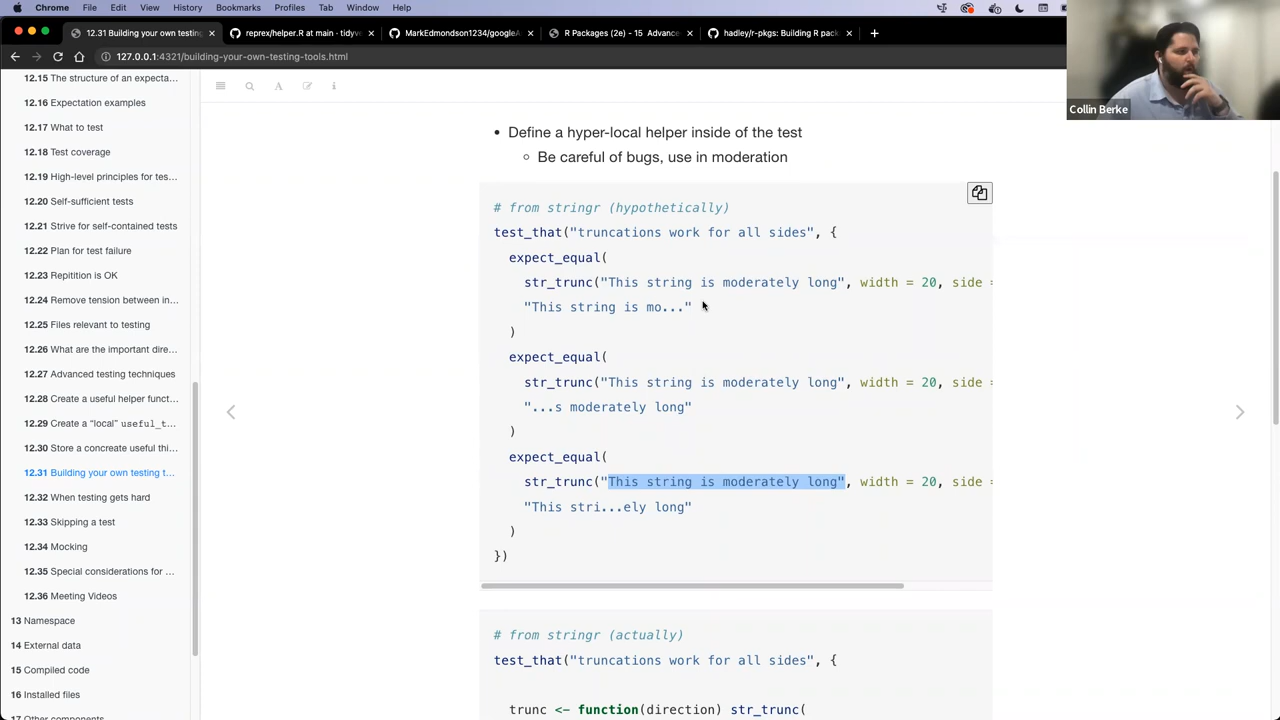 Chrome File Edit View History Bookmarks Profiles Tab Window Help
12.31 Building your own testing
reprex/helper.R at main · tidyv
MarkEdmondson1234/googleA
R Packages (2e) - 15 Advance
hadley/r-pkgs: Building R pack
127.0.0.1:4321/building-your-own-testing-tools.html
Collin Berke
12.15 The structure of an expecta...
12.16 Expectation examples
12.17 What to test
12.18 Test coverage
12.19 High-level principles for tes...
12.20 Self-sufficient tests
12.21 Strive for self-contained tests
12.22 Plan for test failure
12.23 Repitition is OK
12.24 Remove tension between in...
12.25 Files relevant to testing
12.26 What are the important dire...
12.27 Advanced testing techniques
12.28 Create a useful helper funct...
12.29 Create a “local” useful_t...
12.30 Store a concreate useful thi...
12.31 Building your own testing t...
12.32 When testing gets hard
12.33 Skipping a test
12.34 Mocking
12.35 Special considerations for ...
12.36 Meeting Videos
13 Namespace
14 External data
15 Compiled code
16 Installed files
17 Other components
• Define a hyper-local helper inside of the test
◦ Be careful of bugs, use in moderation
# from stringr (hypothetically)
test_that("truncations work for all sides", {
expect_equal(
str_trunc("This string is moderately long", width = 20, side =
"This string is mo..."
)
expect_equal(
str_trunc("This string is moderately long", width = 20, side =
"...s moderately long"
)
expect_equal(
str_trunc("This string is moderately long", width = 20, side =
"This stri...ely long"
)
})
# from stringr (actually)
test_that("truncations work for all sides", {
trunc <- function(direction) str_trunc(